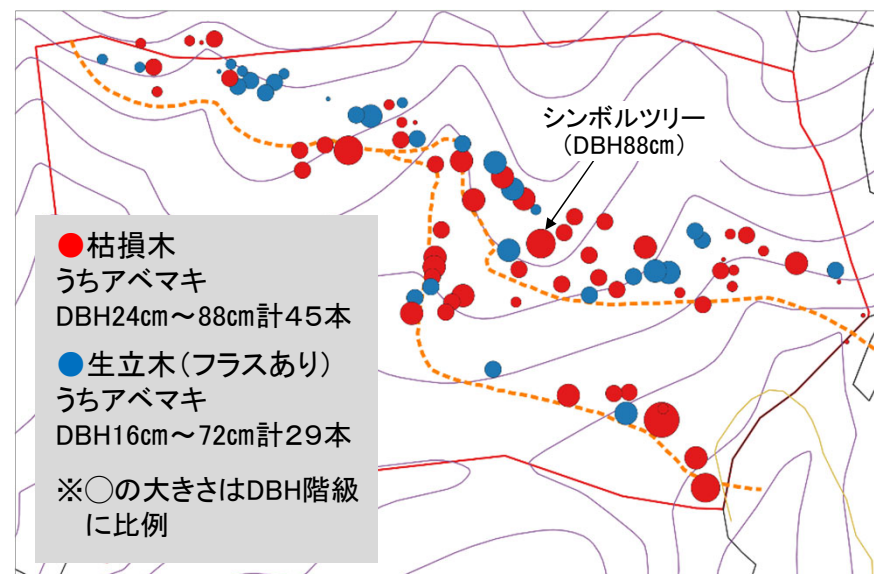 シンボルツリー
（DBH88㎝）
●枯損木
うちアベマキ
DBH24㎝～88㎝計４５本
●生立木（フラスあり）
うちアベマキ
DBH16㎝～72㎝計２９本
※○の大きさはDBH階級
に比例